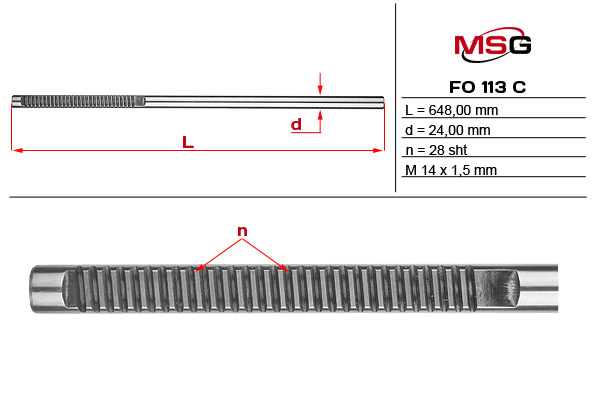 MSG
FO 113 C
L = 648,00 mm
d = 24,00 mm
n = 28 sht
M 14 x 1,5 mm
d
L
n